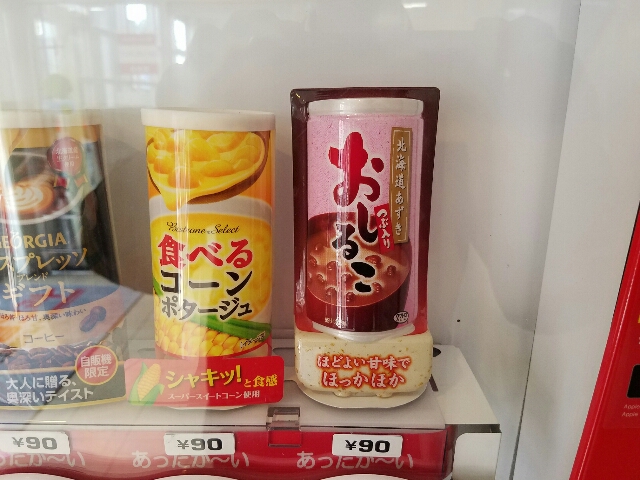 GEORGIA
スプレッソ
ギフト
コーヒー
自販機
限定
大人に贈る、
奥深いテイスト
食べる
コーン
ポタージュ
シャキッ!と食感
スーパースイートコーン使用
北海道あずき
つぶ入り
おしるこ
ほどよい甘味で
ほっかほか
¥90
¥90
¥90
あったか〜い
あったか〜い
あったか〜い